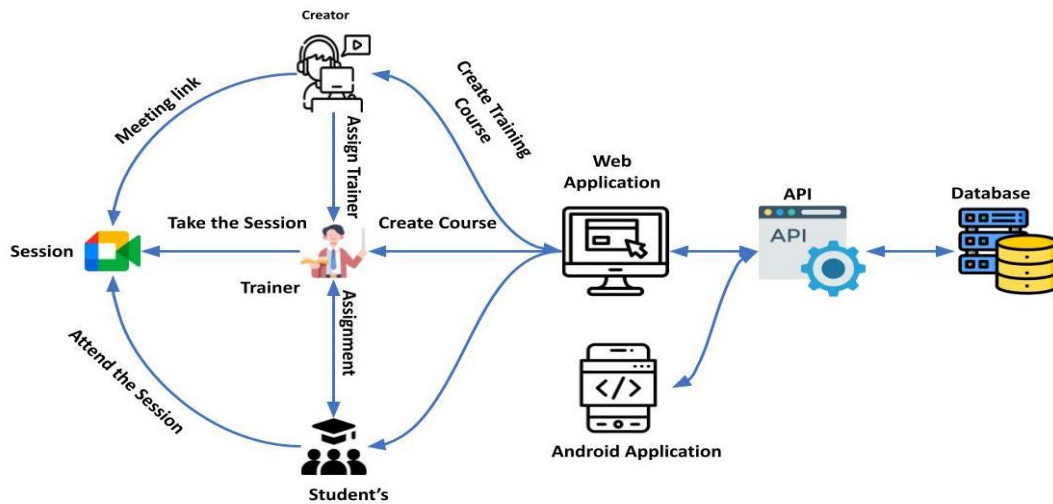 Creator
Meeting link
Assign Trainer
Create Training
Course
Web
Application
API
API
Database
Session
Take the Session
Create Course
Trainer
Assignment
Attend the Session
Android Application
Student's